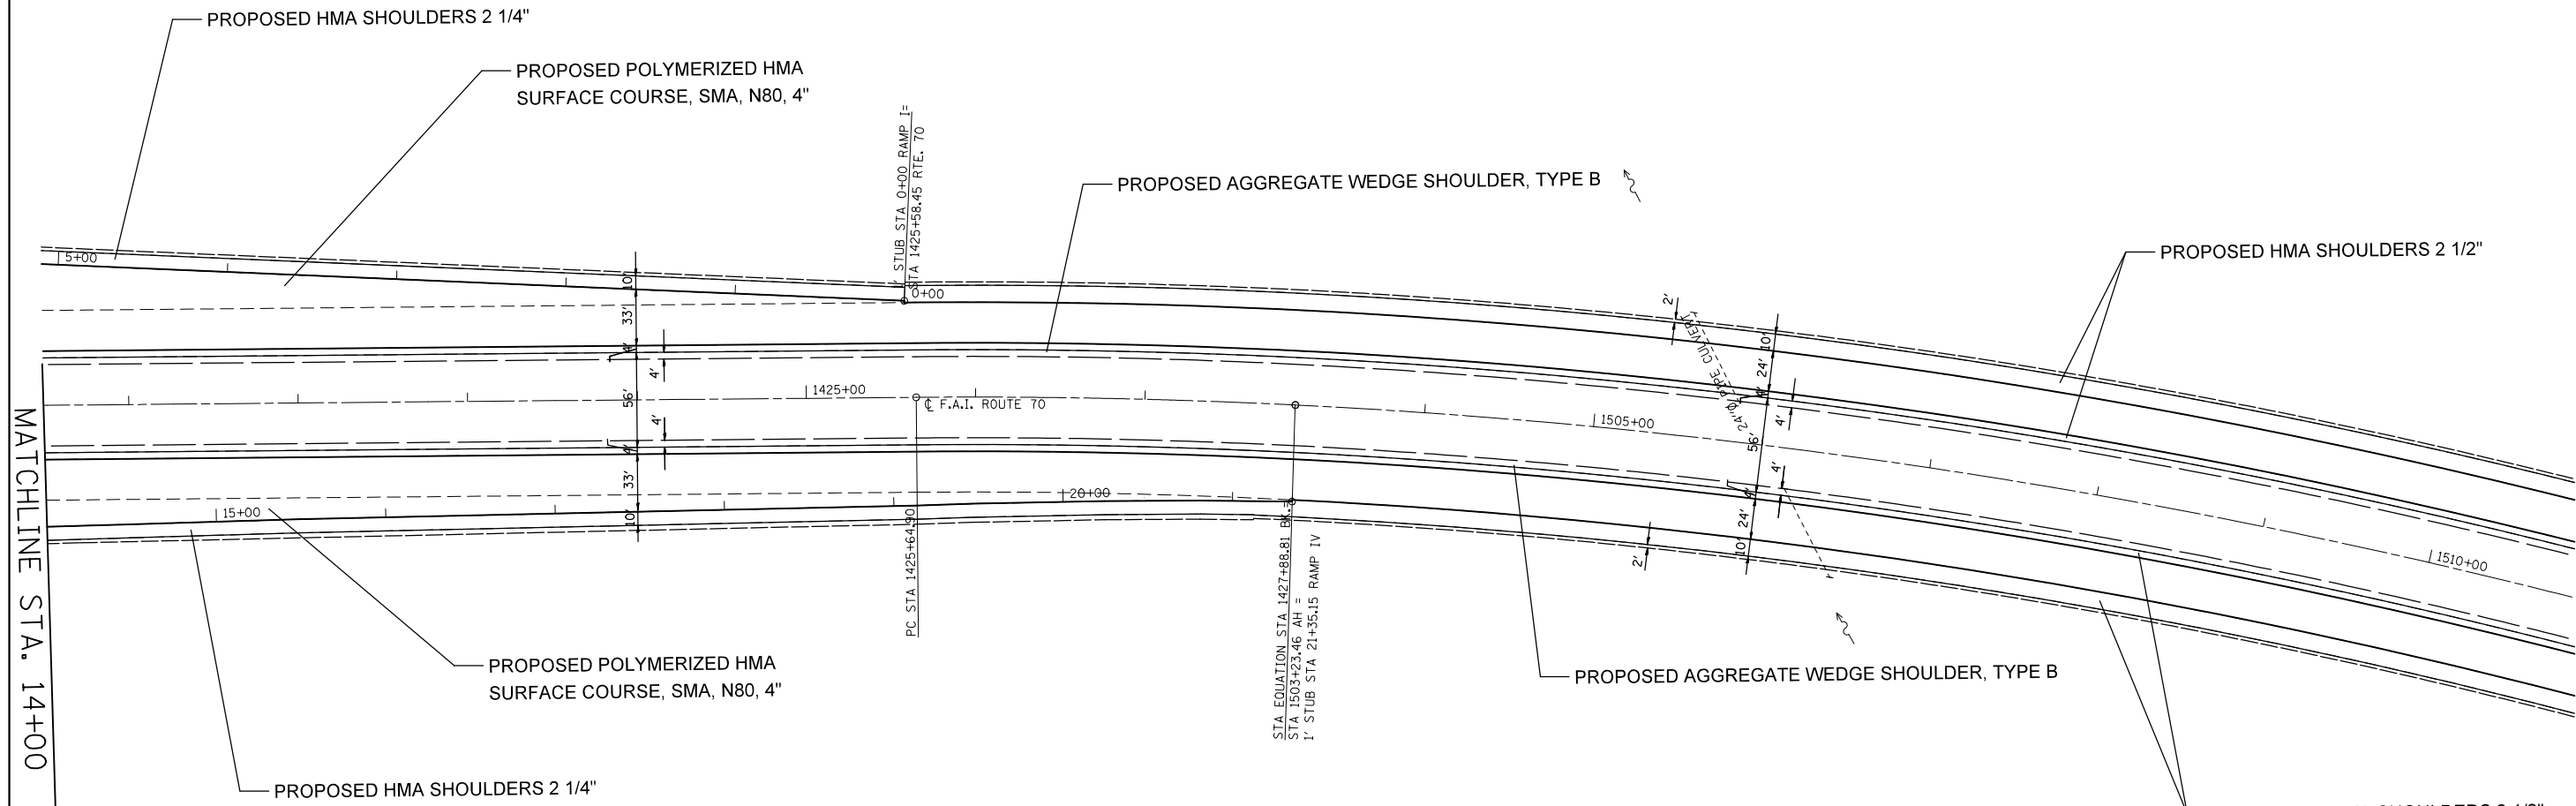 PROPOSED HMA SHOULDERS 2 1/4"
PROPOSED POLYMERIZED HMA
SURFACE COURSE, SMA, N80, 4"
1' STUB STA 0+00 RAMP I=
STA 1425+58.45 RTE. 70
PROPOSED AGGREGATE WEDGE SHOULDER, TYPE B
PROPOSED HMA SHOULDERS 2 1/2"
5+00
0+00
10'
33'
4'
4'
56'
4'
4'
33'
10'
1425+00
℄ F.A.I. ROUTE 70
2'
24"Ø PIPE CULVERT
10'
24'
4'
4'
56'
4'
4'
24'
10'
2'
1505+00
1510+00
15+00
20+00
MATCHLINE STA. 14+00
PC STA 1425+64.90
STA EQUATION STA 1427+88.81 BK.=
STA 1503+23.46 AH =
1' STUB STA 21+35.15 RAMP IV
PROPOSED POLYMERIZED HMA
SURFACE COURSE, SMA, N80, 4"
PROPOSED AGGREGATE WEDGE SHOULDER, TYPE B
PROPOSED HMA SHOULDERS 2 1/4"